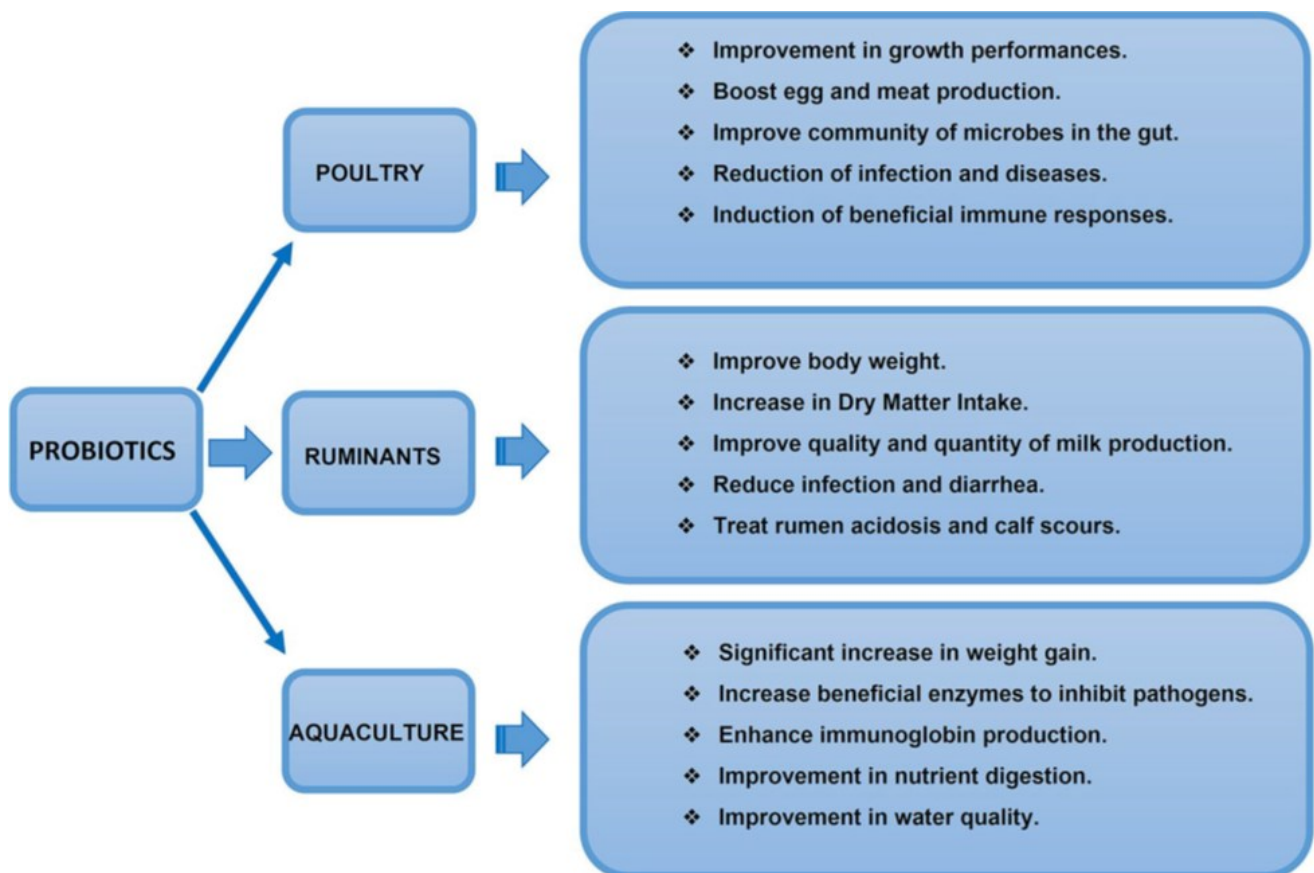 PROBIOTICS
POULTRY
❖ Improvement in growth performances.
❖ Boost egg and meat production.
❖ Improve community of microbes in the gut.
❖ Reduction of infection and diseases.
❖ Induction of beneficial immune responses.
RUMINANTS
❖ Improve body weight.
❖ Increase in Dry Matter Intake.
❖ Improve quality and quantity of milk production.
❖ Reduce infection and diarrhea.
❖ Treat rumen acidosis and calf scours.
AQUACULTURE
❖ Significant increase in weight gain.
❖ Increase beneficial enzymes to inhibit pathogens.
❖ Enhance immunoglobin production.
❖ Improvement in nutrient digestion.
❖ Improvement in water quality.